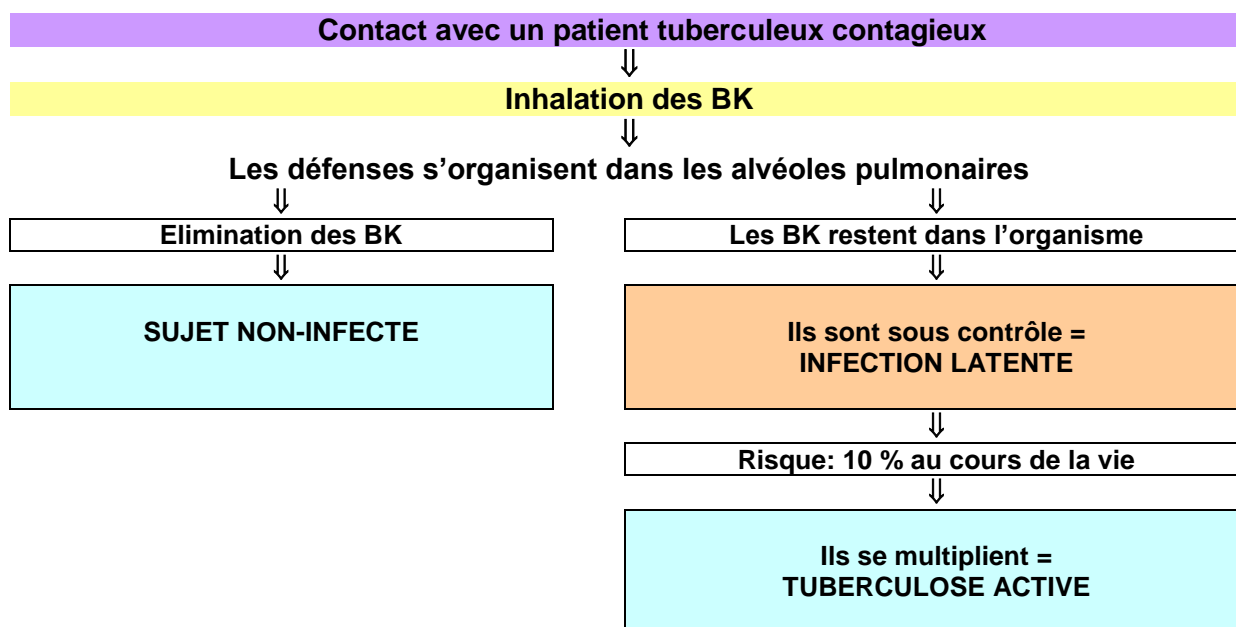 Contact avec un patient tuberculeux contagieux
⇓
Inhalation des BK
⇓
Les défenses s'organisent dans les alvéoles pulmonaires
⇓ ⇓
Elimination des BK
Les BK restent dans l'organisme
⇓ ⇓
SUJET NON-INFECTE
Ils sont sous contrôle =
INFECTION LATENTE
⇓
Risque: 10 % au cours de la vie
⇓
Ils se multiplient =
TUBERCULOSE ACTIVE